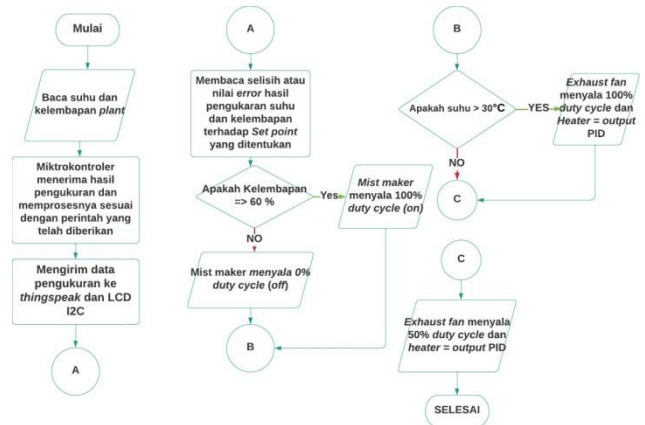 Mulai
Baca suhu dan
kelembapan plant
Miktrokontroler
menerima hasil
pengukuran dan
memprosesnya sesuai
dengan perintah yang
telah diberikan
Mengirim data
pengukuran ke
thingspeak dan LCD
I2C
A
A
Membaca selisih atau
nilai error hasil
pengukaran suhu
dan kelembapan
terhadap Set point
yang ditentukan
Apakah Kelembapan
=> 60 %
Yes
Mist maker
menyala 100%
duty cycle (on)
NO
Mist maker menyala 0%
duty cycle (off)
B
B
Apakah suhu > 30°C
YES
Exhaust fan
menyala 100%
duty cycle dan
Heater = output
PID
NO
C
C
Exhaust fan menyala
50% duty cycle dan
heater = output PID
SELESAI